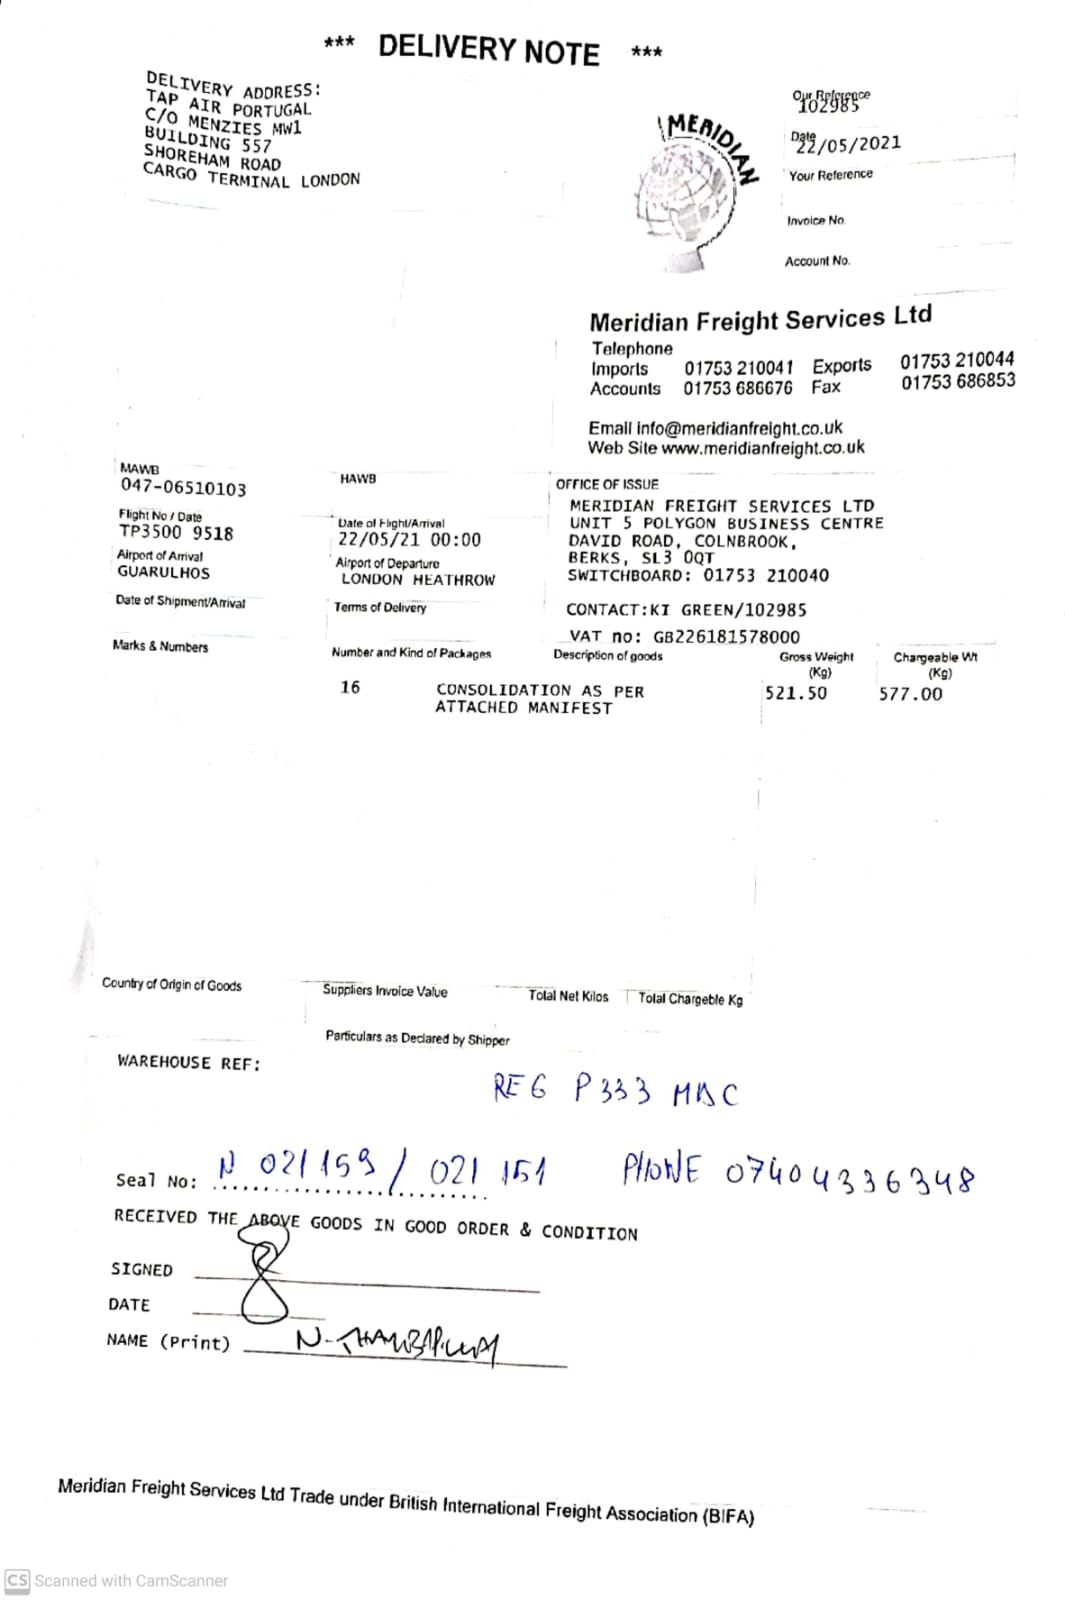 *** DELIVERY NOTE ***
DELIVERY ADDRESS:
TAP AIR PORTUGAL
C/O MENZIES MW1
BUILDING 557
SHOREHAM ROAD
CARGO TERMINAL LONDON
MERIDIAN
Our Reference
102985
Date
22/05/2021
Your Reference
Invoice No.
Account No.
Meridian Freight Services Ltd
Telephone
Imports 01753 210041 Exports 01753 210044
Accounts 01753 686676 Fax 01753 686853
Email info@meridianfreight.co.uk
Web Site www.meridianfreight.co.uk
MAWB
047-06510103
HAWB
Flight No / Date
TP3500 9518
Date of Flight/Arrival
22/05/21 00:00
Airport of Arrival
GUARULHOS
Airport of Departure
LONDON HEATHROW
Date of Shipment/Arrival
Terms of Delivery
OFFICE OF ISSUE
MERIDIAN FREIGHT SERVICES LTD
UNIT 5 POLYGON BUSINESS CENTRE
DAVID ROAD, COLNBROOK,
BERKS, SL3 0QT
SWITCHBOARD: 01753 210040
CONTACT:KI GREEN/102985
VAT no: GB226181578000
Marks & Numbers
Number and Kind of Packages
Description of goods
Gross Weight
(Kg)
Chargeable Wt
(Kg)
16 CONSOLIDATION AS PER 521.50 577.00
ATTACHED MANIFEST
Country of Origin of Goods
Suppliers Invoice Value
Total Net Kilos
Total Chargeble Kg
Particulars as Declared by Shipper
WAREHOUSE REF:
REG P333 MBC
Seal No: N 021159 / 021151 PHONE 07404336348
RECEIVED THE ABOVE GOODS IN GOOD ORDER & CONDITION
SIGNED
DATE
NAME (Print) N-
Meridian Freight Services Ltd Trade under British International Freight Association (BIFA)
CS Scanned with CamScanner